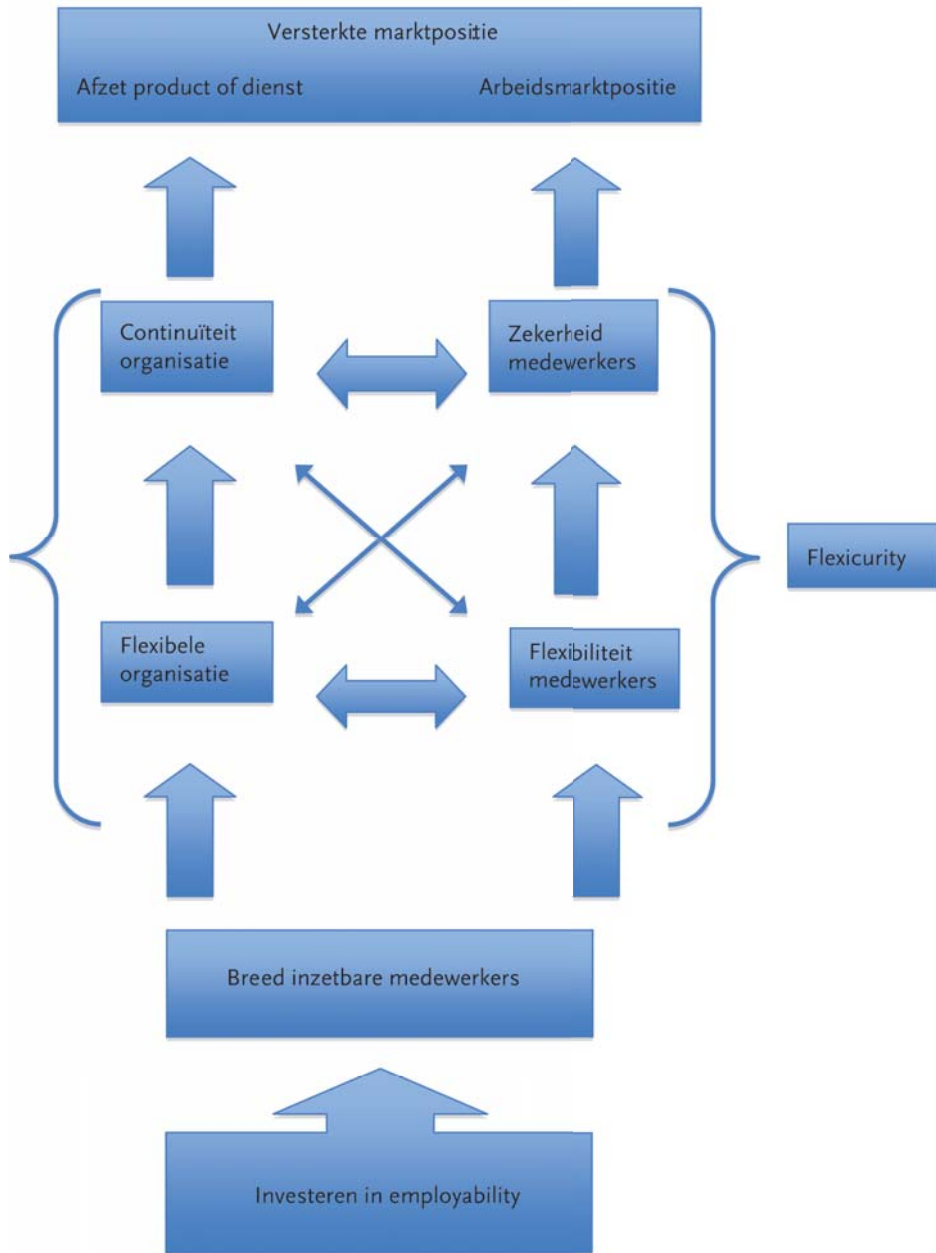 Versterkte marktpositie
Afzet product of dienst
Arbeidsmarktpositie
Continuïteit
organisatie
Zekerheid
medewerkers
Flexicurity
Flexibele
organisatie
Flexibiliteit
medewerkers
Breed inzetbare medewerkers
Investeren in employability